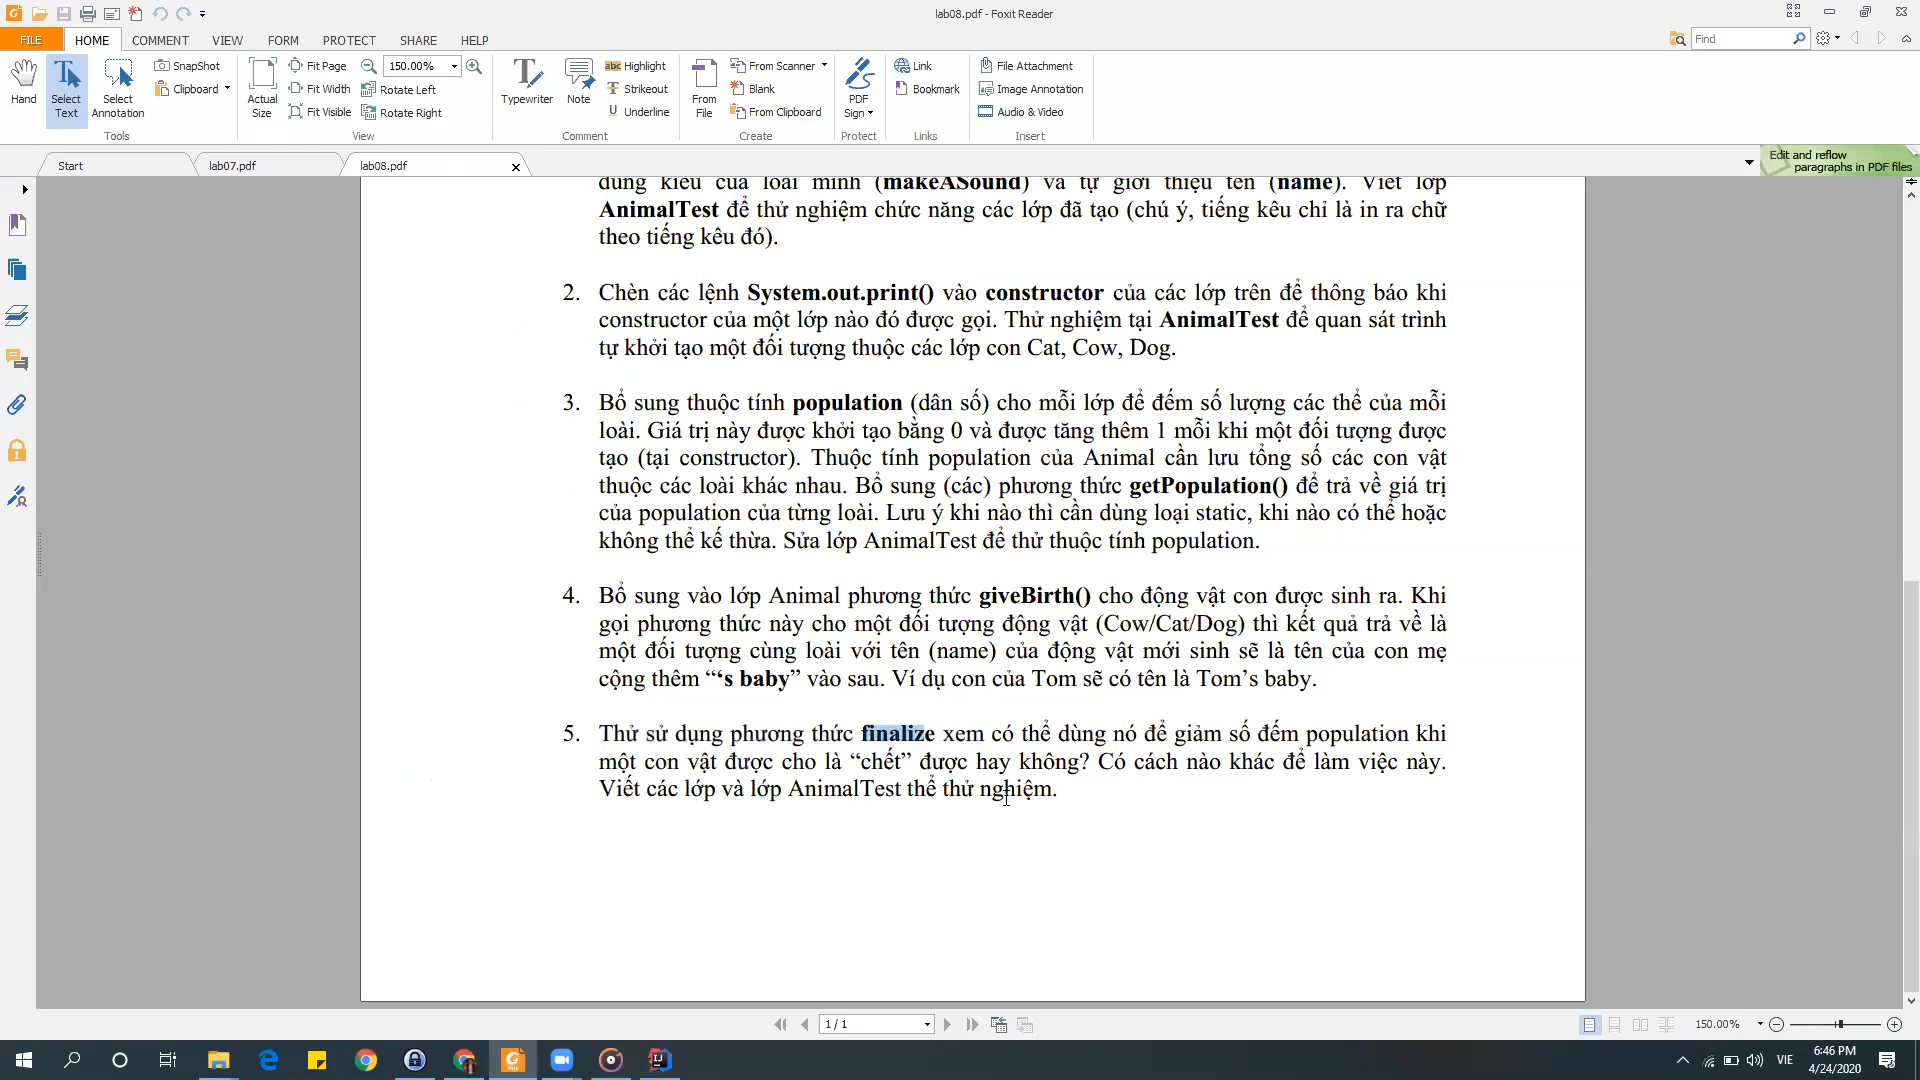 lab08.pdf - Foxit Reader
FILE HOME COMMENT VIEW FORM PROTECT SHARE HELP
Find
Hand
Select Text
Select Annotation
SnapShot
Clipboard
Tools
Actual Size
Fit Page
Fit Width
Fit Visible
150.00%
Rotate Left
Rotate Right
View
Typewriter
Note
Highlight
Strikeout
Underline
Comment
From File
From Scanner
Blank
From Clipboard
Create
PDF Sign
Protect
Link
Bookmark
Links
File Attachment
Image Annotation
Audio & Video
Insert
Start
lab07.pdf
lab08.pdf
Edit and reflow
paragraphs in PDF files
đúng kiểu của loài mình (makeASound) và tự giới thiệu tên (name). Viết lớp
AnimalTest để thử nghiệm chức năng các lớp đã tạo (chú ý, tiếng kêu chỉ là in ra chữ
theo tiếng kêu đó).
2. Chèn các lệnh System.out.print() vào constructor của các lớp trên để thông báo khi
constructor của một lớp nào đó được gọi. Thử nghiệm tại AnimalTest để quan sát trình
tự khởi tạo một đối tượng thuộc các lớp con Cat, Cow, Dog.
3. Bổ sung thuộc tính population (dân số) cho mỗi lớp để đếm số lượng các thể của mỗi
loài. Giá trị này được khởi tạo bằng 0 và được tăng thêm 1 mỗi khi một đối tượng được
tạo (tại constructor). Thuộc tính population của Animal cần lưu tổng số các con vật
thuộc các loài khác nhau. Bổ sung (các) phương thức getPopulation() để trả về giá trị
của population của từng loài. Lưu ý khi nào thì cần dùng loại static, khi nào có thể hoặc
không thể kế thừa. Sửa lớp AnimalTest để thử thuộc tính population.
4. Bổ sung vào lớp Animal phương thức giveBirth() cho động vật con được sinh ra. Khi
gọi phương thức này cho một đối tượng động vật (Cow/Cat/Dog) thì kết quả trả về là
một đối tượng cùng loài với tên (name) của động vật mới sinh sẽ là tên của con mẹ
cộng thêm “‘s baby” vào sau. Ví dụ con của Tom sẽ có tên là Tom’s baby.
5. Thử sử dụng phương thức finalize xem có thể dùng nó để giảm số đếm population khi
một con vật được cho là “chết” được hay không? Có cách nào khác để làm việc này.
Viết các lớp và lớp AnimalTest thể thử nghiệm.
1 / 1
150.00%
VIE
6:46 PM
4/24/2020